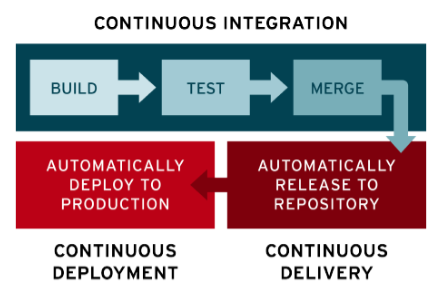 CONTINUOUS INTEGRATION
BUILD
TEST
MERGE
AUTOMATICALLY
DEPLOY TO
PRODUCTION
AUTOMATICALLY
RELEASE TO
REPOSITORY
CONTINUOUS
DEPLOYMENT
CONTINUOUS
DELIVERY